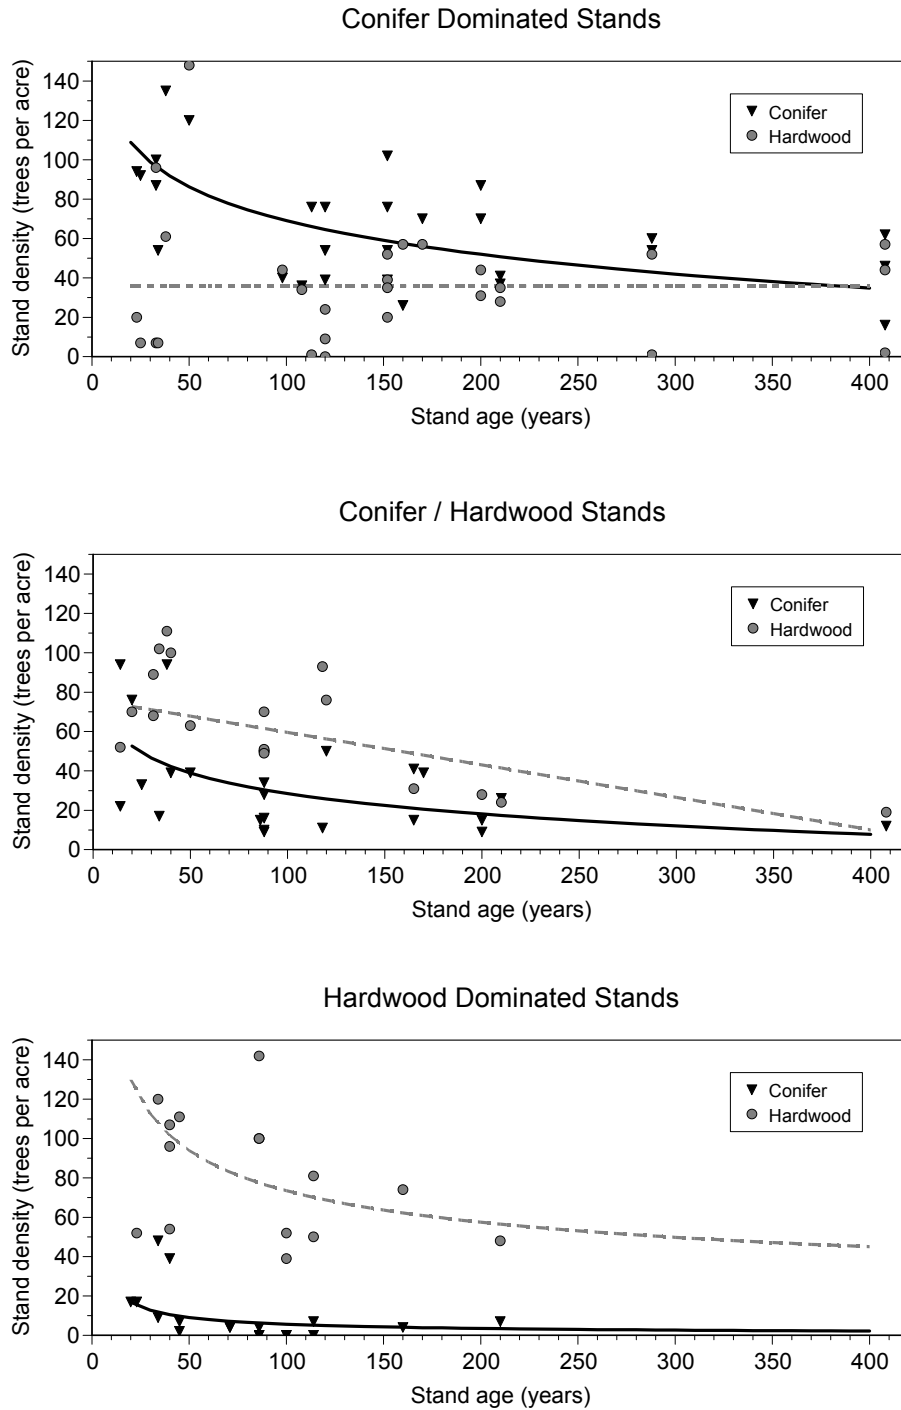 Conifer Dominated Stands
140
120
100
80
60
40
20
0
Stand density (trees per acre)
Conifer
Hardwood
0 50 100 150 200 250 300 350 400
Stand age (years)
Conifer / Hardwood Stands
140
120
100
80
60
40
20
0
Stand density (trees per acre)
Conifer
Hardwood
0 50 100 150 200 250 300 350 400
Stand age (years)
Hardwood Dominated Stands
140
120
100
80
60
40
20
0
Stand density (trees per acre)
Conifer
Hardwood
0 50 100 150 200 250 300 350 400
Stand age (years)